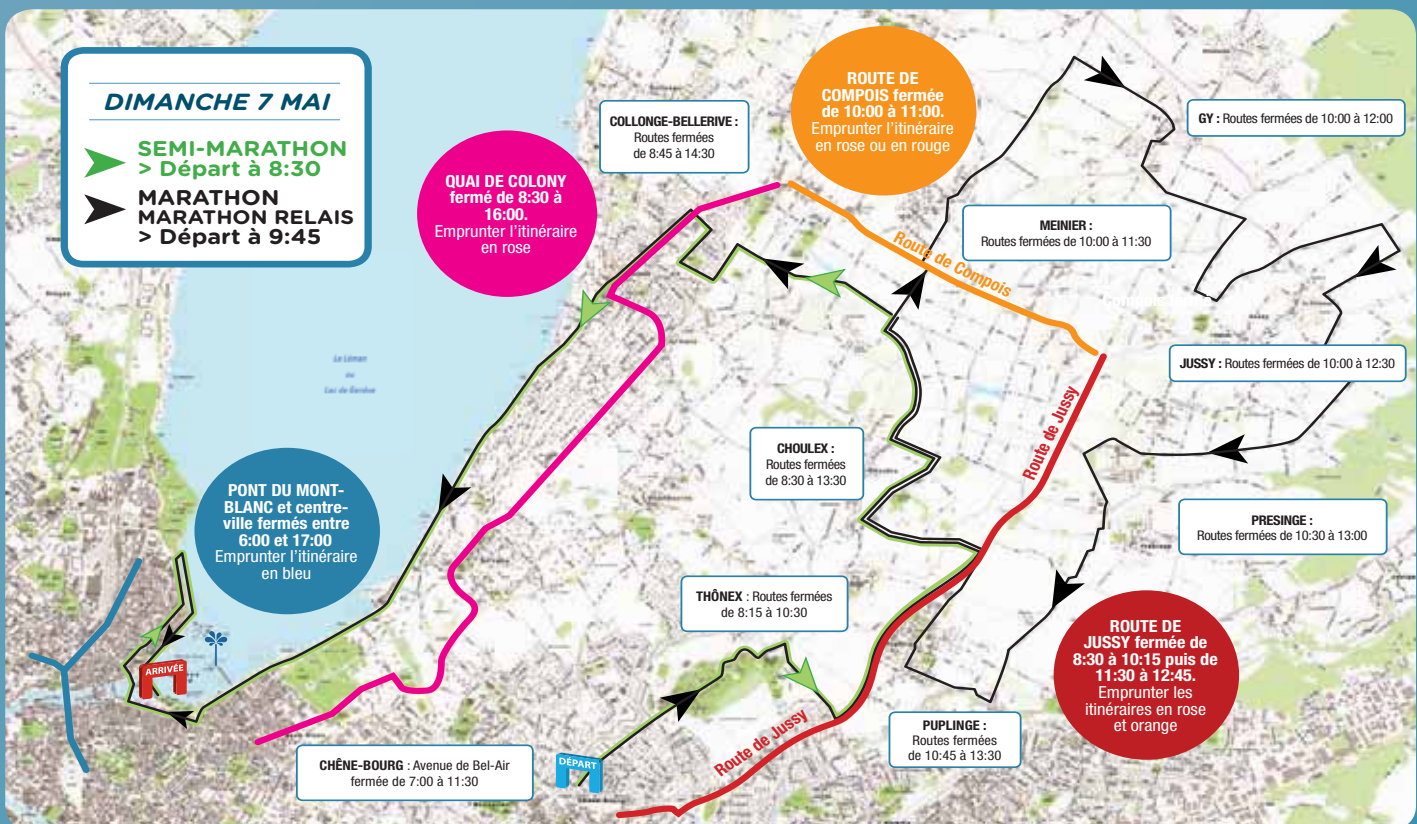 DIMANCHE 7 MAI
SEMI-MARATHON
> Départ à 8:30
MARATHON
MARATHON RELAIS
> Départ à 9:45
COLLONGE-BELLERIVE :
Routes fermées
de 8:45 à 14:30
ROUTE DE
COMPOIS fermée
de 10:00 à 11:00.
Emprunter l'itinéraire
en rose ou en rouge
GY : Routes fermées de 10:00 à 12:00
QUAI DE COLONY
fermé de 8:30 à
16:00.
Emprunter l'itinéraire
en rose
MEINIER :
Routes fermées de 10:00 à 11:30
Route de Compois
Le Léman
ou
Lac de Genève
JUSSY : Routes fermées de 10:00 à 12:30
Route de Jussy
CHOULEX :
Routes fermées
de 8:30 à 13:30
PONT DU MONT-
BLANC et centre-
ville fermés entre
6:00 et 17:00
Emprunter l'itinéraire
en bleu
PRESINGE :
Routes fermées de 10:30 à 13:00
THÔNEX : Routes fermées
de 8:15 à 10:30
ROUTE DE
JUSSY fermée de
8:30 à 10:15 puis de
11:30 à 12:45.
Emprunter les
itinéraires en rose
et orange
ARRIVÉE
PUPLINGE :
Routes fermées
de 10:45 à 13:30
Route de Jussy
CHÊNE-BOURG : Avenue de Bel-Air
fermée de 7:00 à 11:30
DÉPART